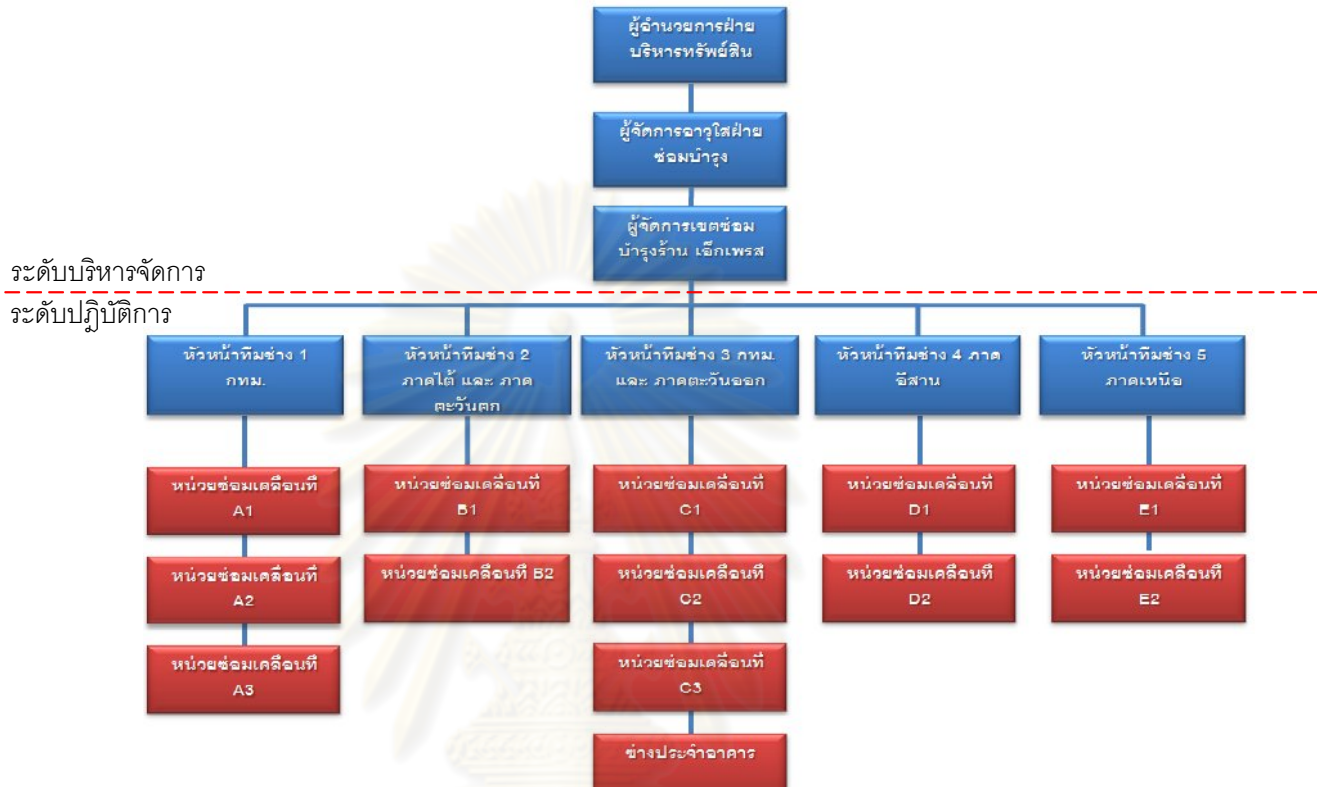 ผู้อำนวยการฝ่าย
บริหารทรัพย์สิน
ผู้จัดการอาวุโสฝ่าย
ซ่อมบำรุง
ผู้จัดการเขตซ่อม
บำรุงร้าน เอ็กเพรส
ระดับบริหารจัดการ
ระดับปฏิบัติการ
หัวหน้าทีมช่าง 1
กทม.
หัวหน้าทีมช่าง 2
ภาคใต้ และ ภาค
ตะวันตก
หัวหน้าทีมช่าง 3 กทม.
และ ภาคตะวันออก
หัวหน้าทีมช่าง 4 ภาค
อีสาน
หัวหน้าทีมช่าง 5
ภาคเหนือ
หน่วยซ่อมเคลื่อนที่
A1
หน่วยซ่อมเคลื่อนที่
B1
หน่วยซ่อมเคลื่อนที่
C1
หน่วยซ่อมเคลื่อนที่
D1
หน่วยซ่อมเคลื่อนที่
E1
หน่วยซ่อมเคลื่อนที่
A2
หน่วยซ่อมเคลื่อนที่ B2
หน่วยซ่อมเคลื่อนที่
C2
หน่วยซ่อมเคลื่อนที่
D2
หน่วยซ่อมเคลื่อนที่
E2
หน่วยซ่อมเคลื่อนที่
A3
หน่วยซ่อมเคลื่อนที่
C3
ช่างประจำอาคาร